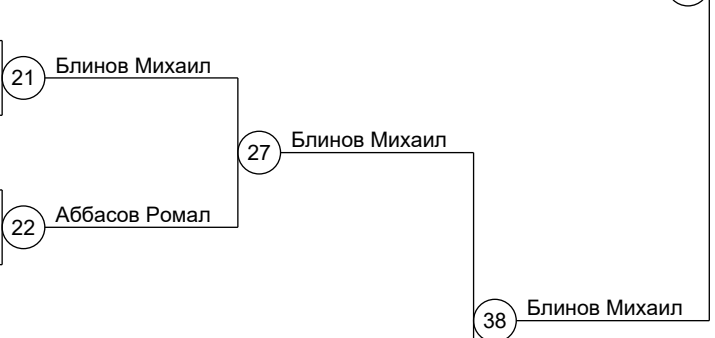 21 Блинов Михаил
27 Блинов Михаил
22 Аббасов Ромал
38 Блинов Михаил